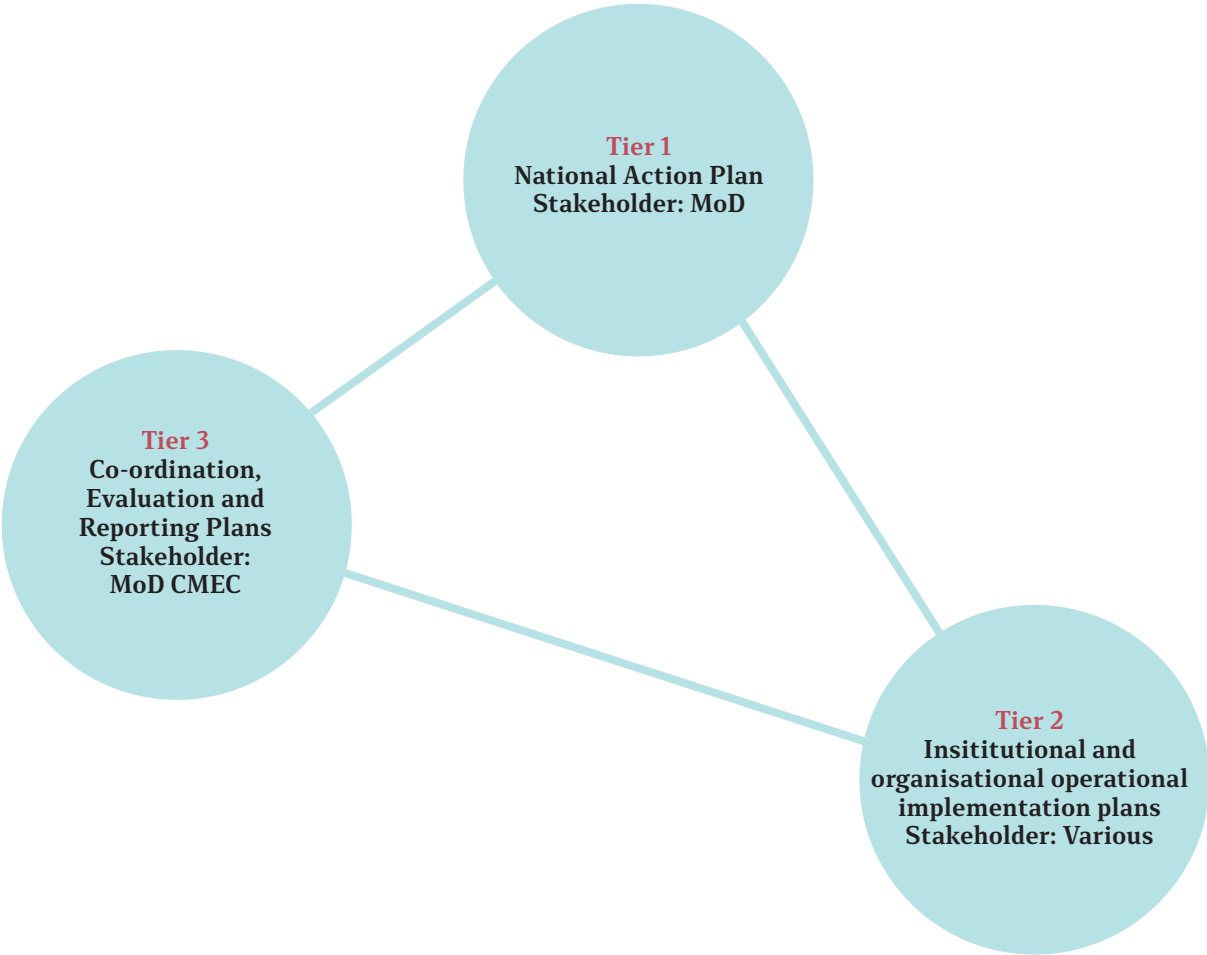 Tier 1
National Action Plan
Stakeholder: MoD
Tier 3
Co-ordination,
Evaluation and
Reporting Plans
Stakeholder:
MoD CMEC
Tier 2
Insititutional and
organisational operational
implementation plans
Stakeholder: Various